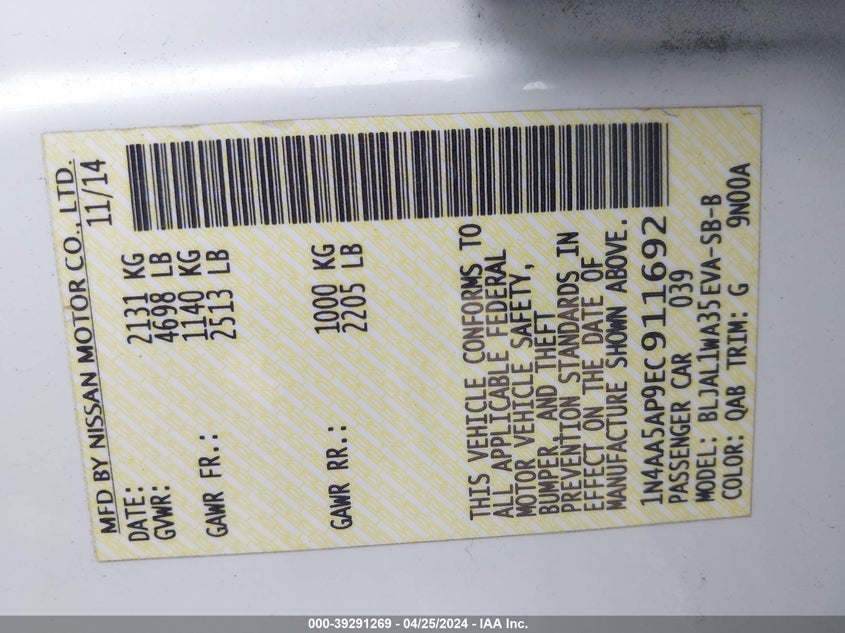 MFD BY NISSAN MOTOR CO., LTD.
DATE: 11/14
GVWR: 2131 KG
4698 LB
GAWR FR.: 1140 KG
2513 LB
GAWR RR.: 1000 KG
2205 LB
THIS VEHICLE CONFORMS TO
ALL APPLICABLE FEDERAL
MOTOR VEHICLE SAFETY,
BUMPER, AND THEFT
PREVENTION STANDARDS IN
EFFECT ON THE DATE OF
MANUFACTURE SHOWN ABOVE.
1N4AA5AP9EC911692
PASSENGER CAR 039
MODEL: BLJAL1WA35EVA-SB-B
COLOR: QAB TRIM: G 9N00A
000-39291269 - 04/25/2024 - IAA Inc.